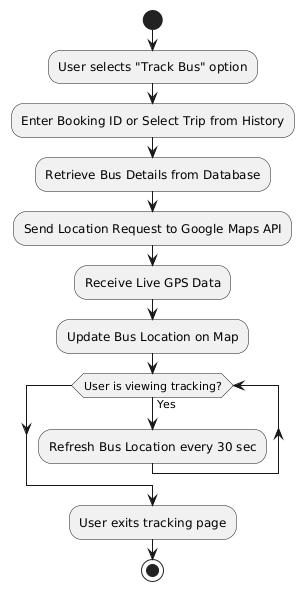 User selects "Track Bus" option
Enter Booking ID or Select Trip from History
Retrieve Bus Details from Database
Send Location Request to Google Maps API
Receive Live GPS Data
Update Bus Location on Map
User is viewing tracking?
Yes
Refresh Bus Location every 30 sec
User exits tracking page